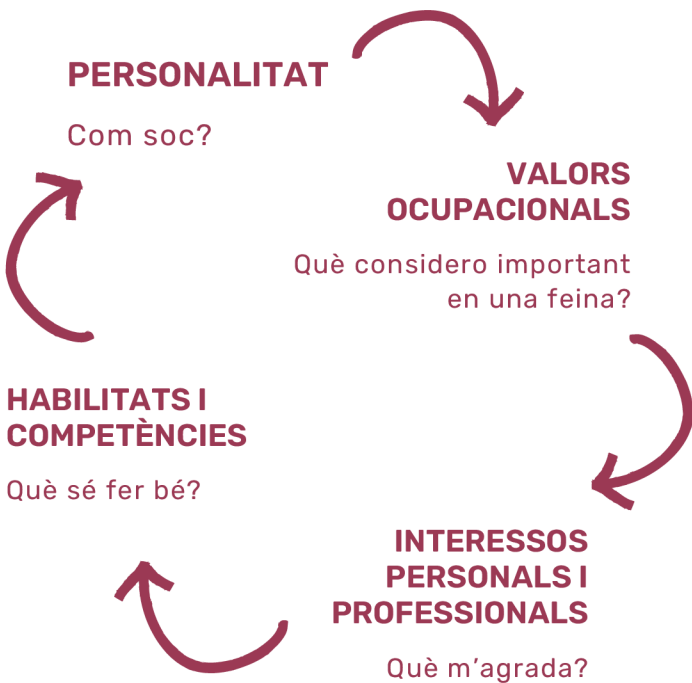 PERSONALITAT
Com soc?
VALORS
OCUPACIONALS
Què considero important
en una feina?
INTERESSOS
PERSONALS I
PROFESSIONALS
Què m’agrada?
HABILITATS I
COMPETÈNCIES
Què sé fer bé?